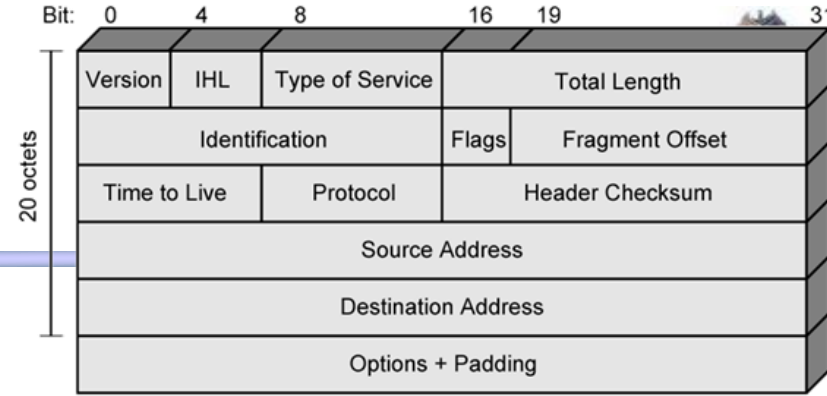 Bit: 0 4 8 16 19 31
Version IHL Type of Service Total Length
Identification Flags Fragment Offset
Time to Live Protocol Header Checksum
Source Address
Destination Address
Options + Padding
20 octets